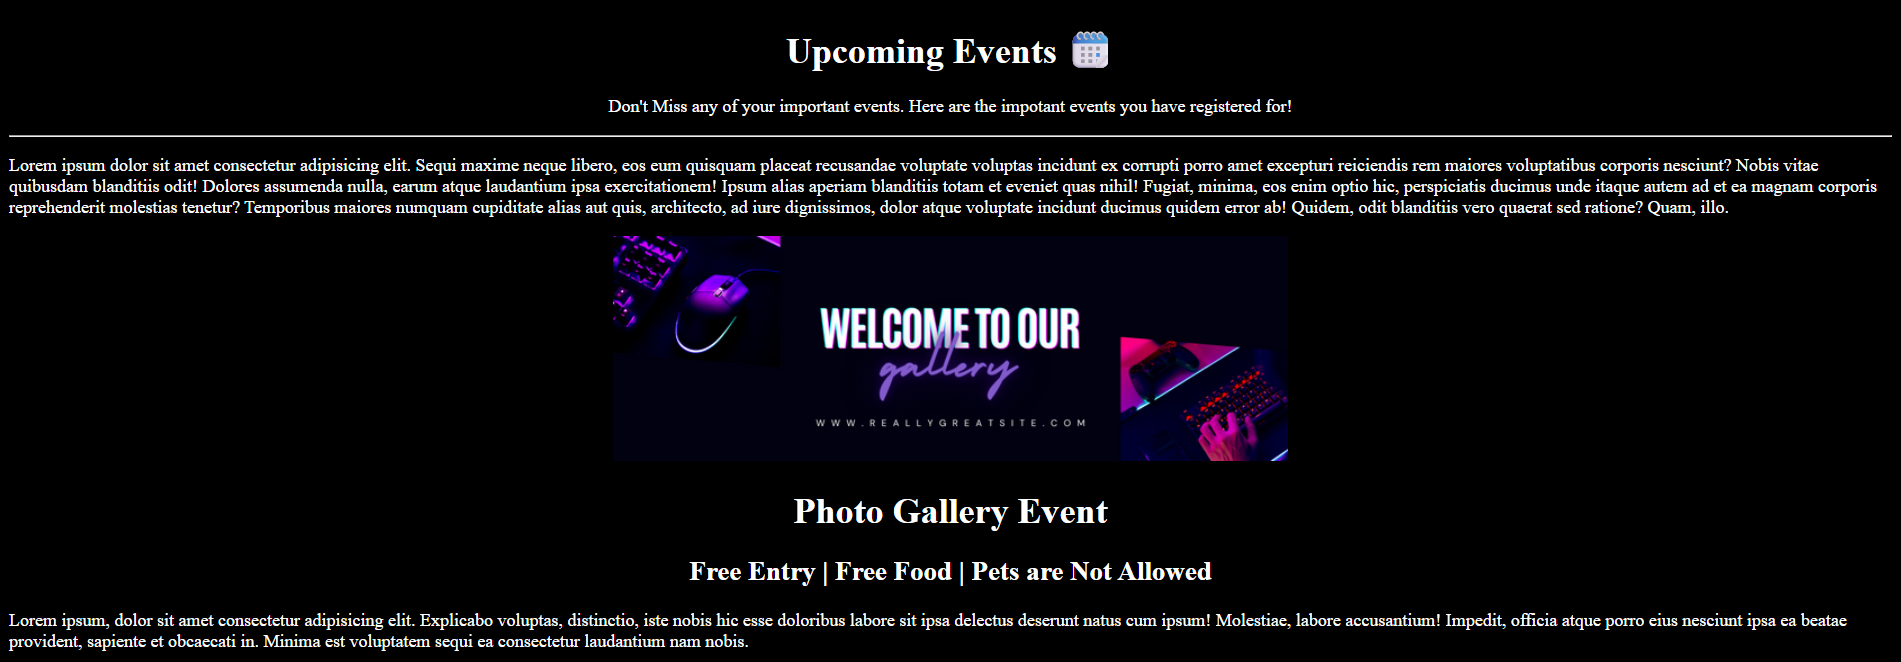 Upcoming Events
Don't Miss any of your important events. Here are the impotant events you have registered for!
Lorem ipsum dolor sit amet consectetur adipisicing elit. Sequi maxime neque libero, eos eum quisquam placeat recusandae voluptate voluptas incidunt ex corrupti porro amet excepturi reiciendis rem maiores voluptatibus corporis nesciunt? Nobis vitae
quibusdam blanditiis odit! Dolores assumenda nulla, earum atque laudantium ipsa exercitationem! Ipsum alias aperiam blanditiis totam et eveniet quas nihil! Fugiat, minima, eos enim optio hic, perspiciatis ducimus unde itaque autem ad et ea magnam corporis
reprehenderit molestias tenetur? Temporibus maiores numquam cupiditate alias aut quis, architecto, ad iure dignissimos, dolor atque voluptate incidunt ducimus quidem error ab! Quidem, odit blanditiis vero quaerat sed ratione? Quam, illo.
WELCOME TO OUR
gallery
WWW.REALLYGREATSITE.COM
Photo Gallery Event
Free Entry | Free Food | Pets are Not Allowed
Lorem ipsum, dolor sit amet consectetur adipisicing elit. Explicabo voluptas, distinctio, iste nobis hic esse doloribus labore sit ipsa delectus deserunt natus cum ipsum! Molestiae, labore accusantium! Impedit, officia atque porro eius nesciunt ipsa ea beatae
provident, sapiente et obcaecati in. Minima est voluptatem sequi ea consectetur laudantium nam nobis.